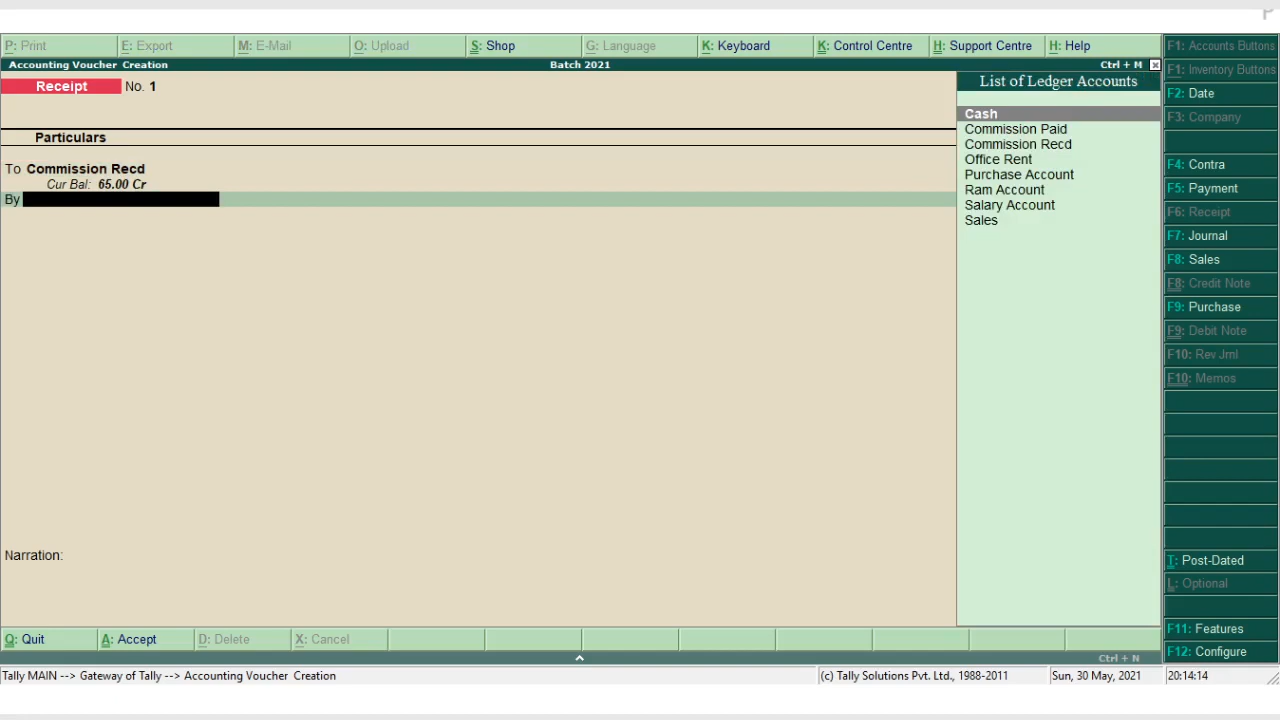 P
P: Print E: Export M: E-Mail O: Upload S: Shop G: Language K: Keyboard K: Control Centre H: Support Centre H: Help
Accounting Voucher Creation Batch 2021 Ctrl + M
Receipt No. 1
Particulars
To Commission Recd
Cur Bal: 65.00 Cr
By
Narration:
List of Ledger Accounts
Cash
Commission Paid
Commission Recd
Office Rent
Purchase Account
Ram Account
Salary Account
Sales
F1: Accounts Buttons
F1: Inventory Buttons
F2: Date
F3: Company
F4: Contra
F5: Payment
F6: Receipt
F7: Journal
F8: Sales
F8: Credit Note
F9: Purchase
F9: Debit Note
F10: Rev Jrnl
F10: Memos
T: Post-Dated
L: Optional
F11: Features
F12: Configure
Q: Quit A: Accept D: Delete X: Cancel
Ctrl + N
Tally MAIN --> Gateway of Tally --> Accounting Voucher Creation (c) Tally Solutions Pvt. Ltd., 1988-2011 Sun, 30 May, 2021 20:14:14